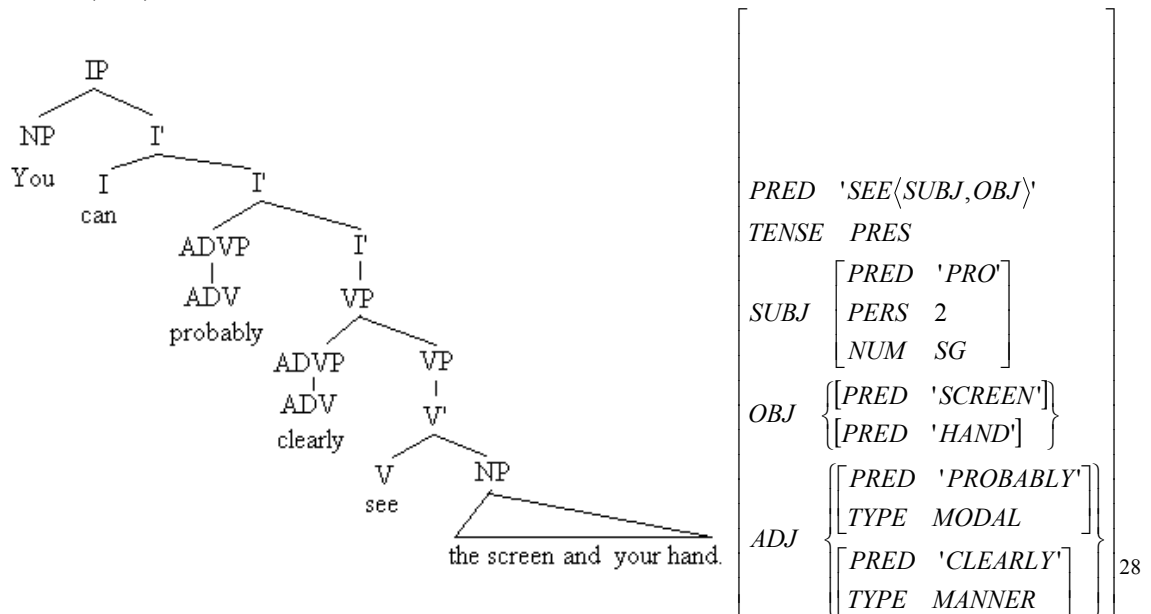 IP
NP I'
You I I'
can
ADVP I'
ADV VP
probably
ADVP VP
ADV V'
clearly
V NP
see
the screen and your hand.
PRED 'SEE⟨SUBJ,OBJ⟩'
TENSE PRES
SUBJ [PRED 'PRO']
PERS 2
NUM SG
OBJ {[PRED 'SCREEN']
[PRED 'HAND']}
ADJ {[PRED 'PROBABLY'
TYPE MODAL]
[PRED 'CLEARLY'
TYPE MANNER]}
28